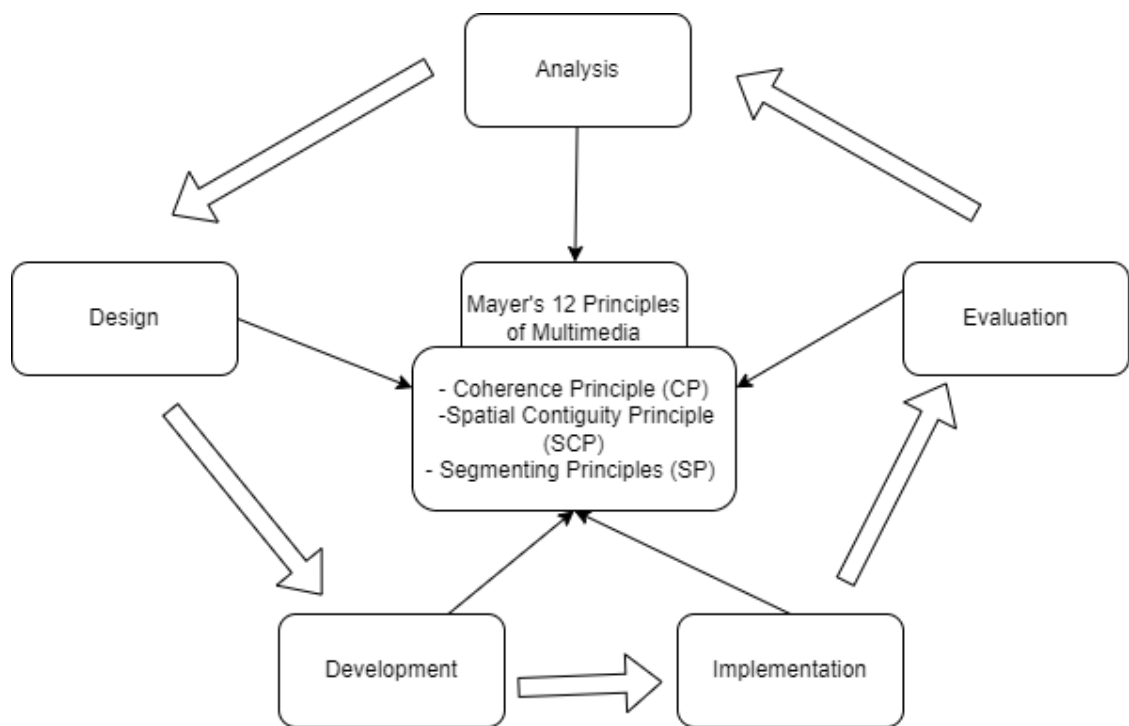 Analysis
Design
Mayer's 12 Principles
of Multimedia
Evaluation
- Coherence Principle (CP)
-Spatial Contiguity Principle
(SCP)
- Segmenting Principles (SP)
Development
Implementation